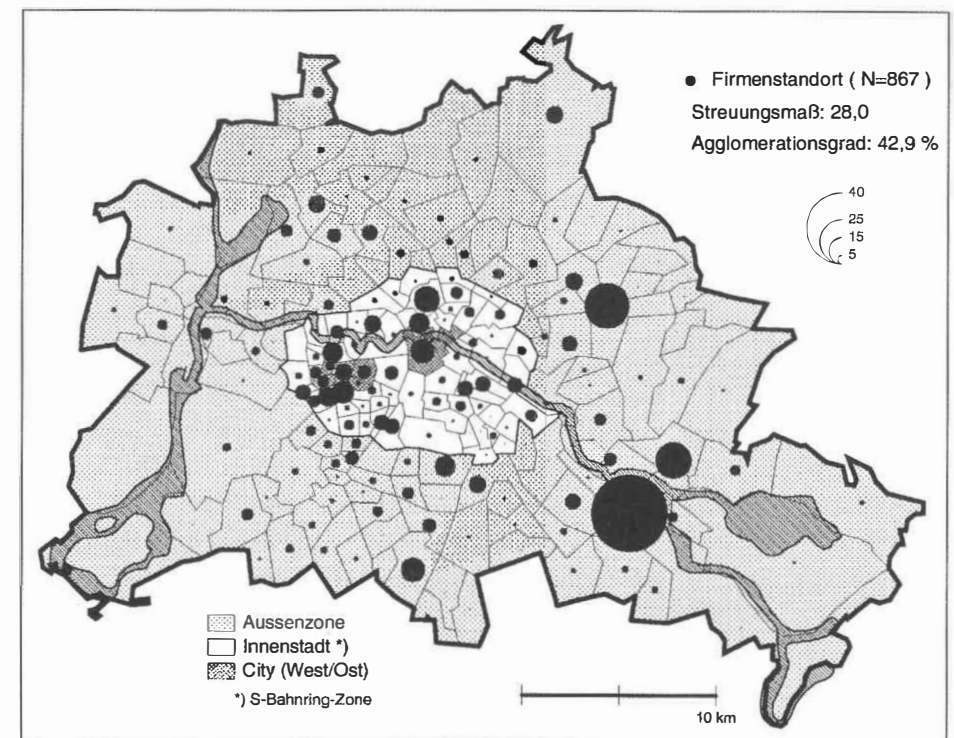 ● Firmenstandort ( N=867 )
Streuungsmaß: 28,0
Agglomerationsgrad: 42,9 %
40
25
15
5
Aussenzone
Innenstadt *)
City (West/Ost)
*) S-Bahnring-Zone
10 km